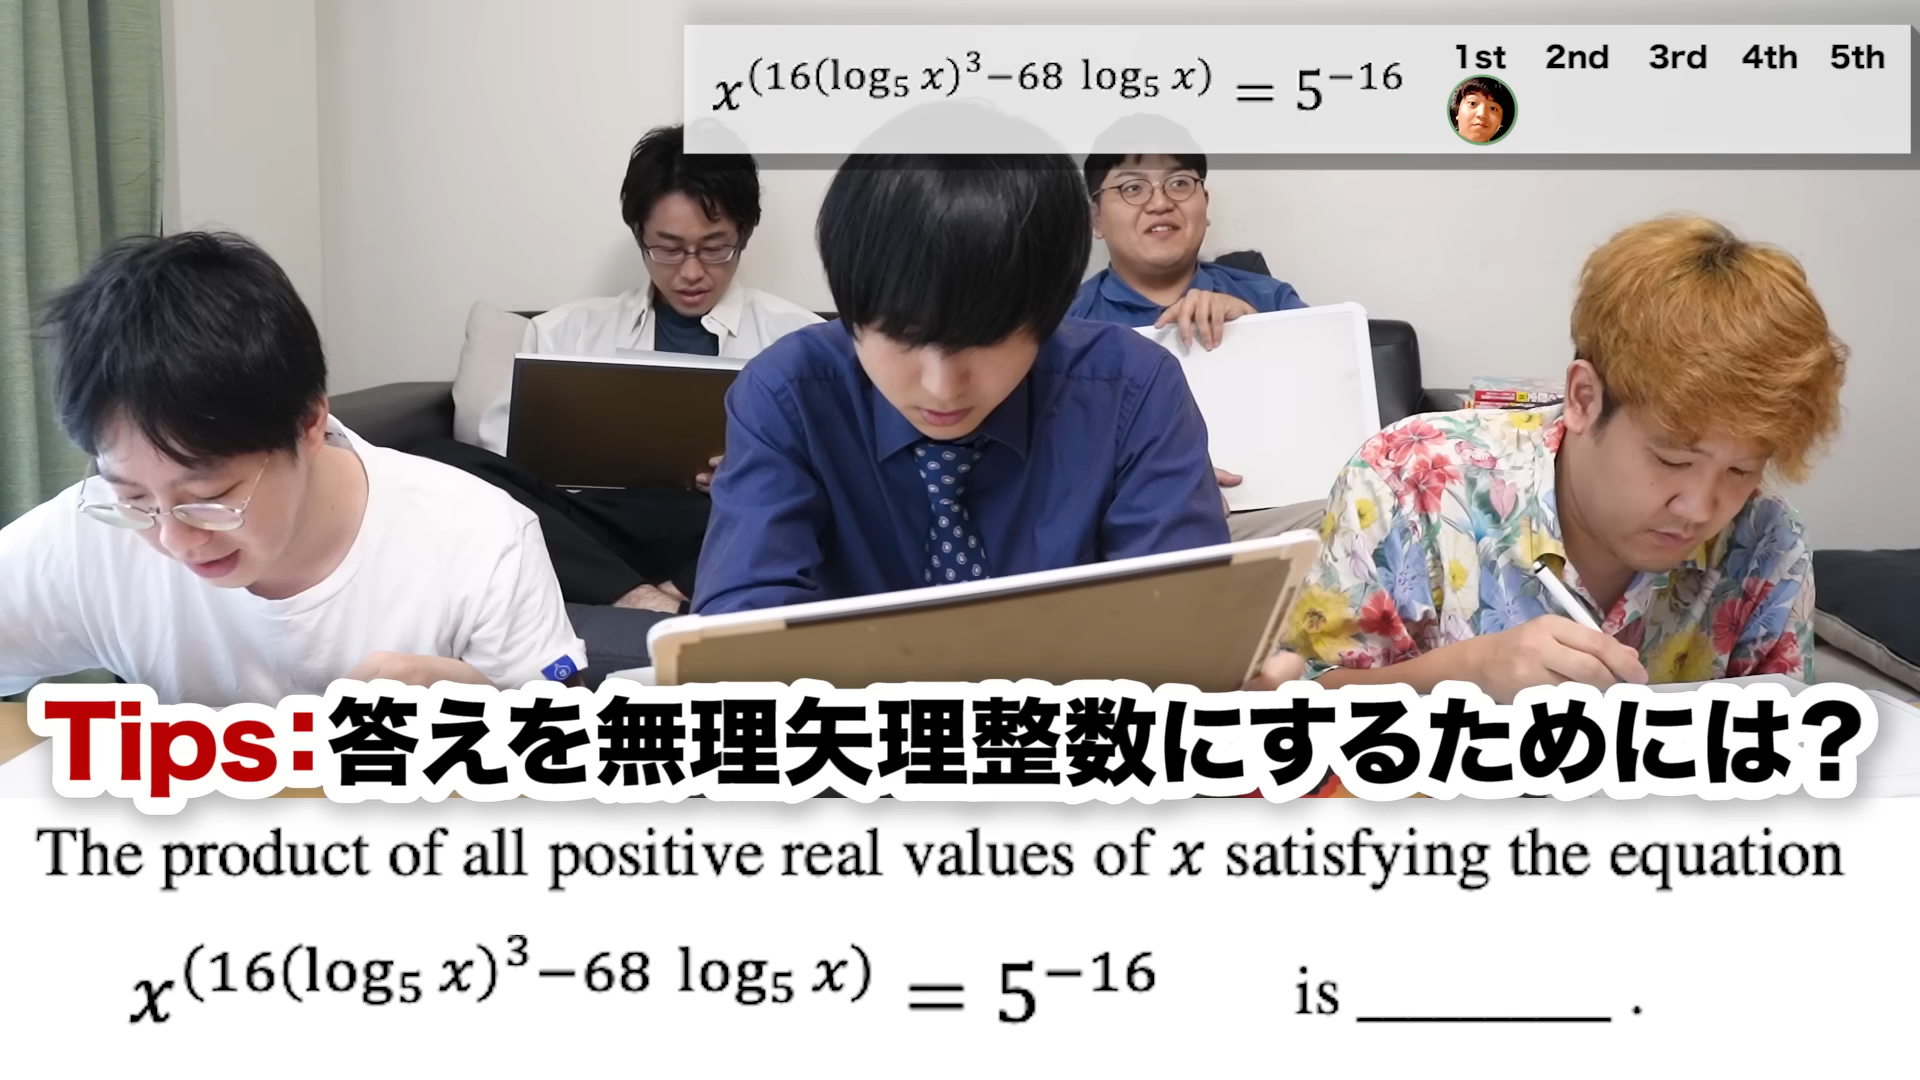 x^(16(log₅ x)³−68 log₅ x) = 5^−16
1st 2nd 3rd 4th 5th
Tips:答えを無理矢理整数にするためには？
The product of all positive real values of x satisfying the equation
x^(16(log₅ x)³−68 log₅ x) = 5^−16 is ________ .